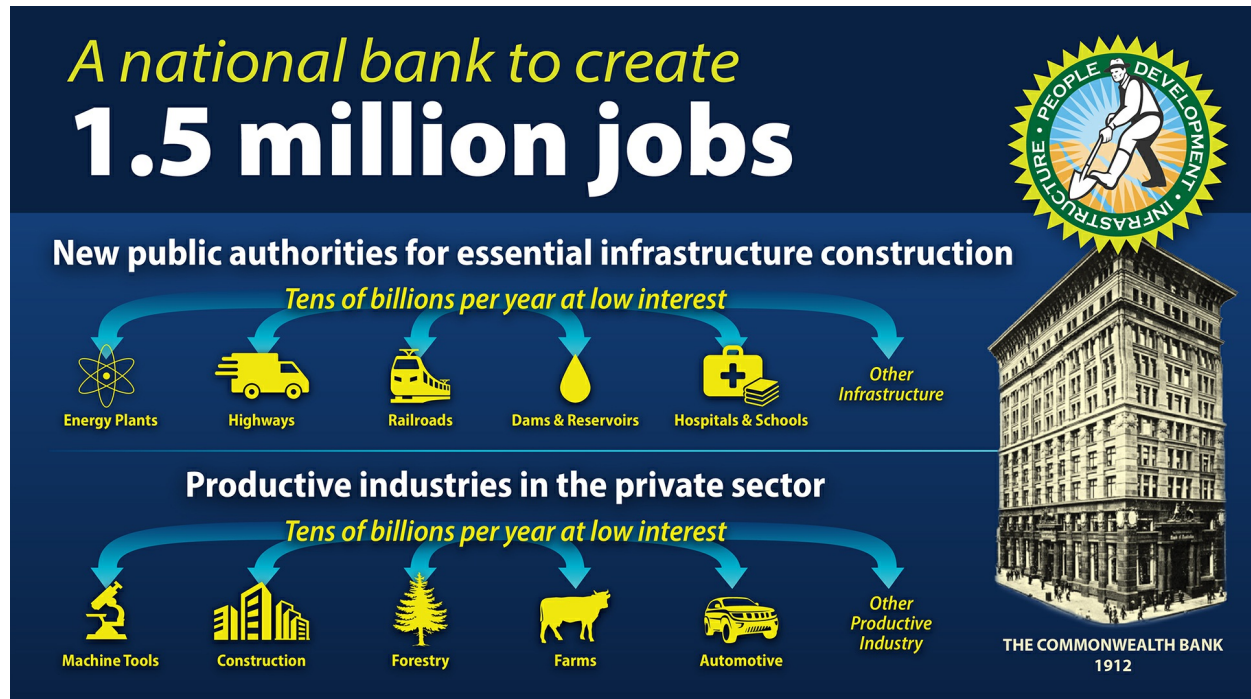 A national bank to create
1.5 million jobs
PEOPLE • DEVELOPMENT • INFRASTRUCTURE •
New public authorities for essential infrastructure construction
Tens of billions per year at low interest
Energy Plants
Highways
Railroads
Dams & Reservoirs
Hospitals & Schools
Other
Infrastructure
Productive industries in the private sector
Tens of billions per year at low interest
Machine Tools
Construction
Forestry
Farms
Automotive
Other
Productive
Industry
THE COMMONWEALTH BANK
1912